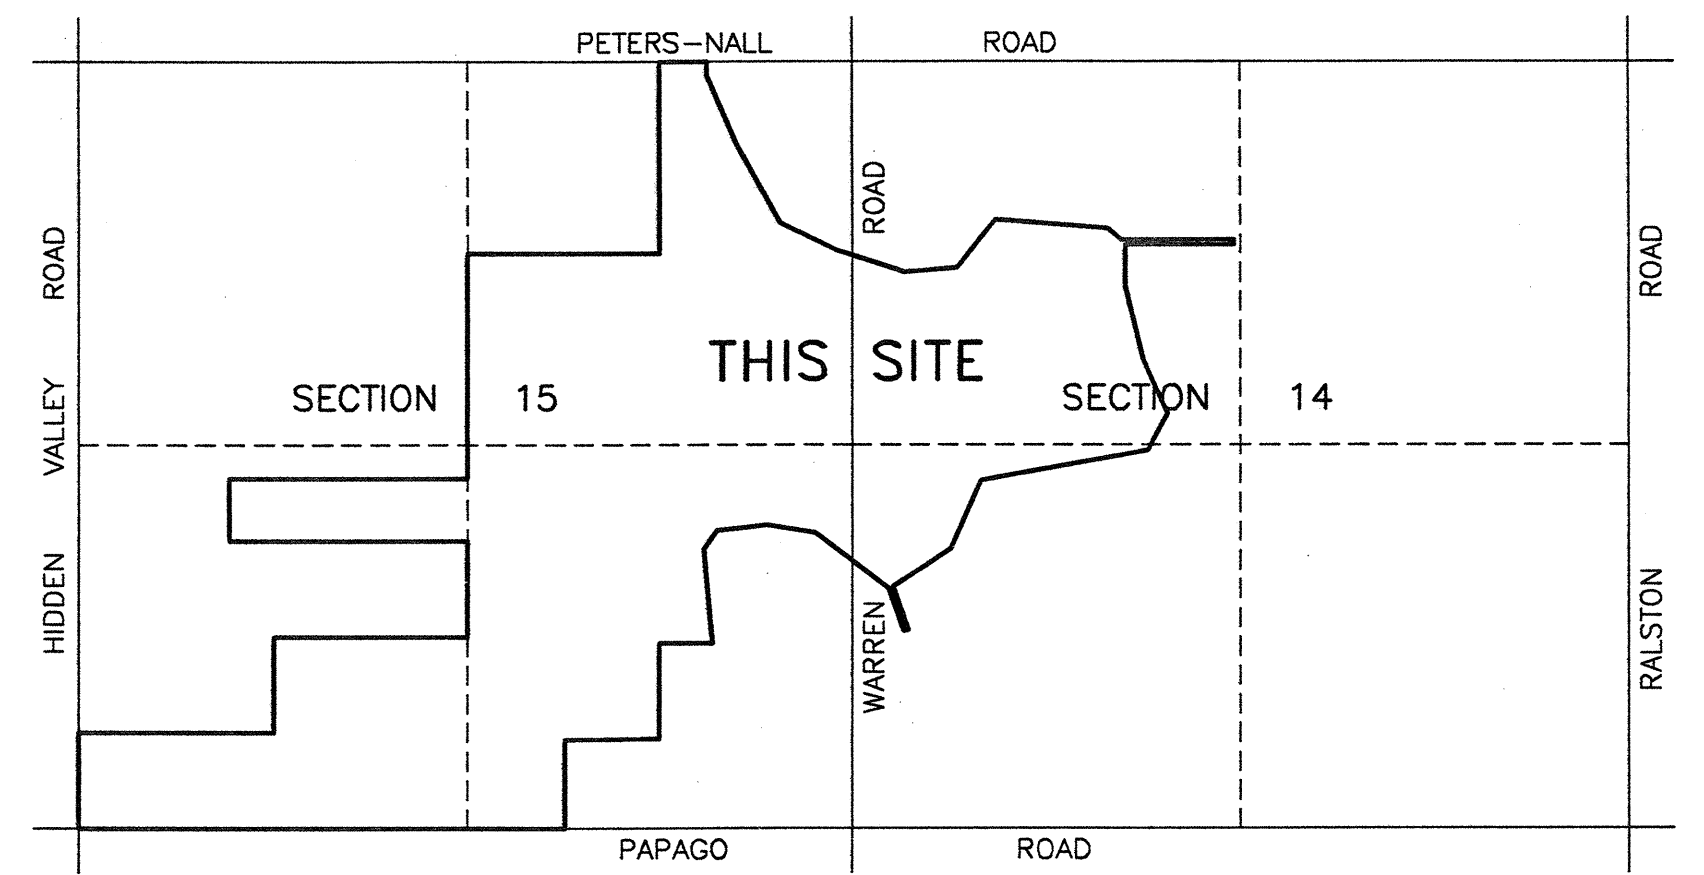 PETERS-NALL ROAD
HIDDEN VALLEY ROAD
WARREN ROAD
RALSTON ROAD
THIS SITE
SECTION 15
SECTION 14
PAPAGO ROAD